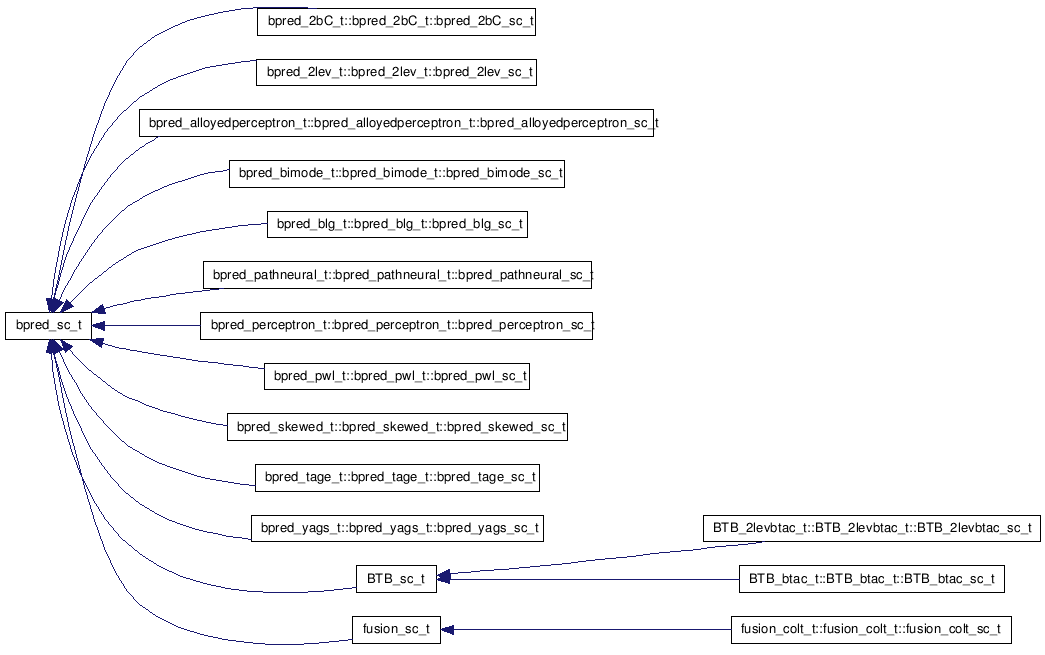 bpred_2bC_t::bpred_2bC_t::bpred_2bC_sc_t
bpred_2lev_t::bpred_2lev_t::bpred_2lev_sc_t
bpred_alloyedperceptron_t::bpred_alloyedperceptron_t::bpred_alloyedperceptron_sc_t
bpred_bimode_t::bpred_bimode_t::bpred_bimode_sc_t
bpred_blg_t::bpred_blg_t::bpred_blg_sc_t
bpred_pathneural_t::bpred_pathneural_t::bpred_pathneural_sc_t
bpred_sc_t
bpred_perceptron_t::bpred_perceptron_t::bpred_perceptron_sc_t
bpred_pwl_t::bpred_pwl_t::bpred_pwl_sc_t
bpred_skewed_t::bpred_skewed_t::bpred_skewed_sc_t
bpred_tage_t::bpred_tage_t::bpred_tage_sc_t
bpred_yags_t::bpred_yags_t::bpred_yags_sc_t
BTB_2levbtac_t::BTB_2levbtac_t::BTB_2levbtac_sc_t
BTB_sc_t
BTB_btac_t::BTB_btac_t::BTB_btac_sc_t
fusion_sc_t
fusion_colt_t::fusion_colt_t::fusion_colt_sc_t